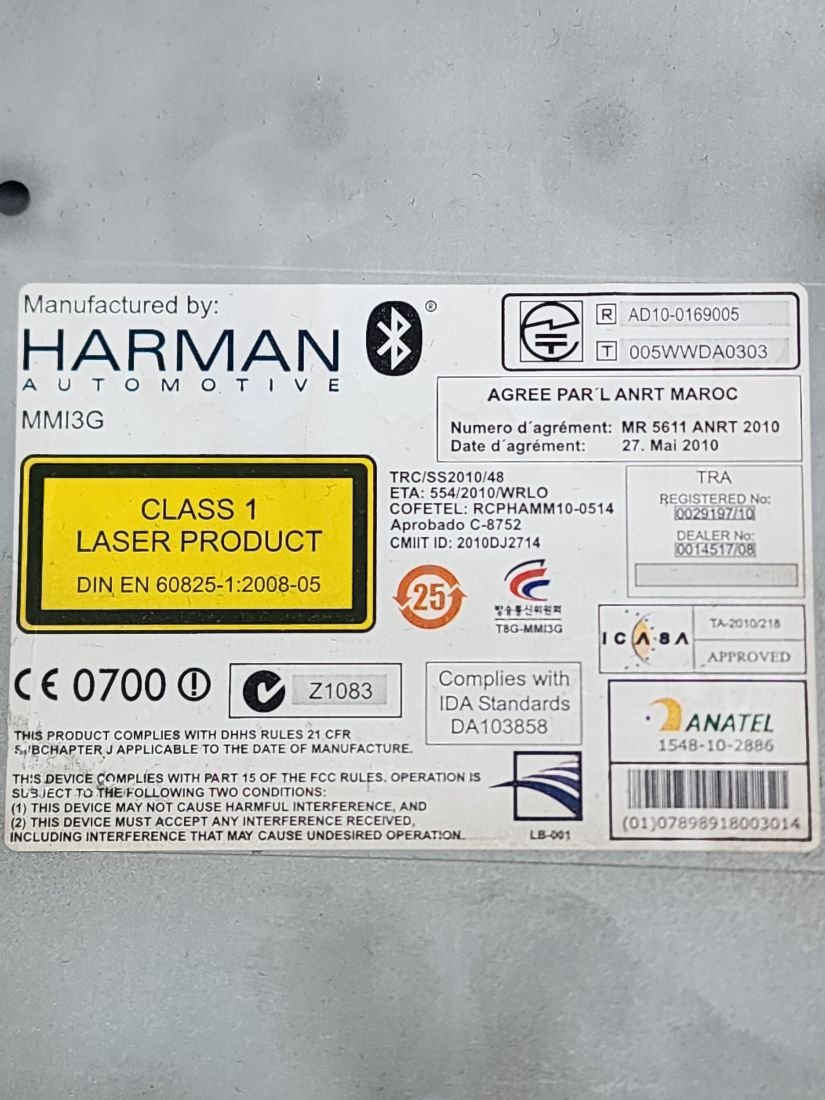 Manufactured by:
HARMAN
AUTOMOTIVE
MMI3G
®
R AD10-0169005
T 005WWDA0303
AGREE PAR´L ANRT MAROC
Numero d´agrément: MR 5611 ANRT 2010
Date d´agrément: 27. Mai 2010
CLASS 1
LASER PRODUCT
DIN EN 60825-1:2008-05
TRC/SS2010/48
ETA: 554/2010/WRLO
COFETEL: RCPHAMM10-0514
Aprobado C-8752
CMIIT ID: 2010DJ2714
TRA
REGISTERED No:
0029197/10
DEALER No:
0014517/08
25
방송통신위원회
T8G-MMI3G
ICASA
TA-2010/218
APPROVED
CE 0700
Z1083
Complies with
IDA Standards
DA103858
ANATEL
1548-10-2886
(01)07898918003014
THIS PRODUCT COMPLIES WITH DHHS RULES 21 CFR
SUBCHAPTER J APPLICABLE TO THE DATE OF MANUFACTURE.
THIS DEVICE COMPLIES WITH PART 15 OF THE FCC RULES. OPERATION IS
SUBJECT TO THE FOLLOWING TWO CONDITIONS:
(1) THIS DEVICE MAY NOT CAUSE HARMFUL INTERFERENCE, AND
(2) THIS DEVICE MUST ACCEPT ANY INTERFERENCE RECEIVED,
INCLUDING INTERFERENCE THAT MAY CAUSE UNDESIRED OPERATION.
LB-001